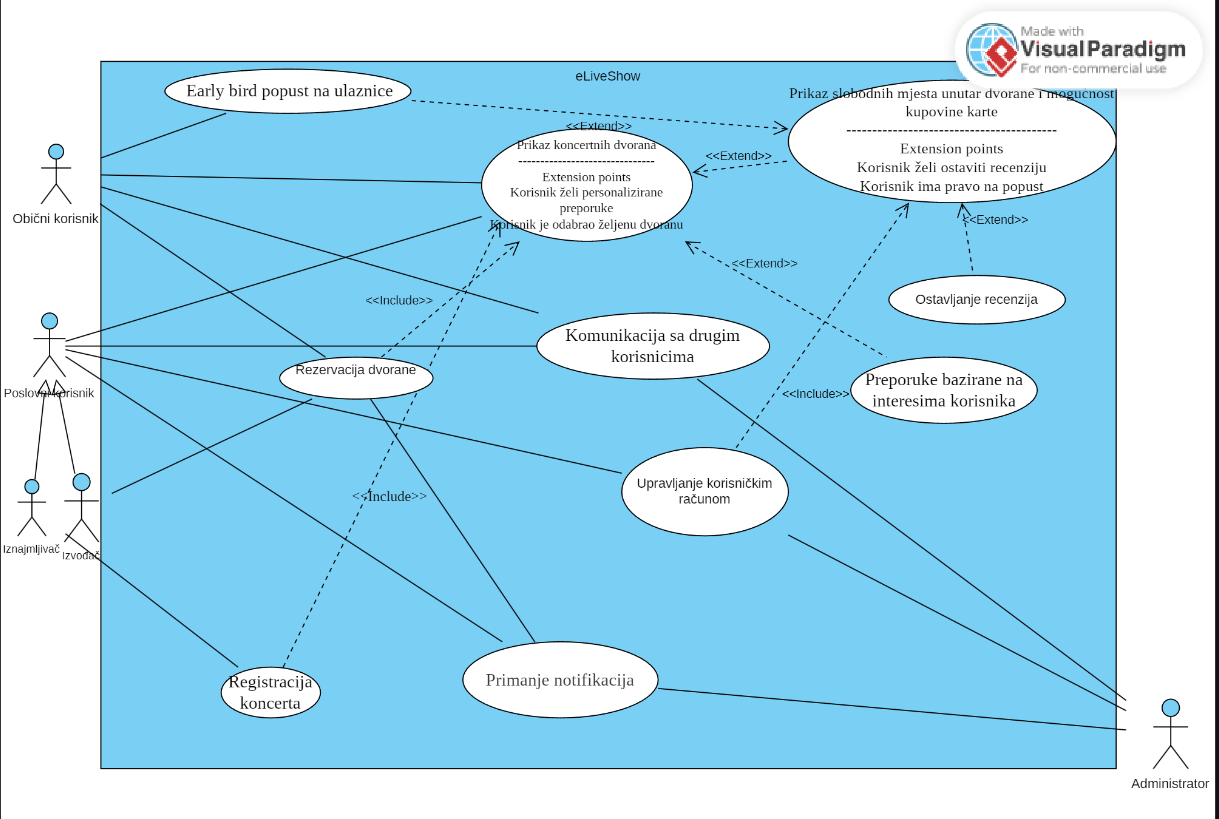 Made with
Visual Paradigm
For non-commercial use
eLiveShow
Early bird popust na ulaznice
Prikaz slobodnih mjesta unutar dvorane i mogućnost
kupovine karte
-----------------------------------------
Extension points
Korisnik želi ostaviti recenziju
Korisnik ima pravo na popust
<<Extend>>
Prikaz koncertnih dvorana
------------------------------
Extension points
Korisnik želi personalizirane
preporuke
Korisnik je odabrao željenu dvoranu
<<Extend>>
Obični korisnik
<<Extend>>
<<Extend>>
<<Include>>
Ostavljanje recenzija
Komunikacija sa drugim
korisnicima
Rezervacija dvorane
Preporuke bazirane na
interesima korisnika
<<Include>>
Poslovni korisnik
Upravljanje korisničkim
računom
<<Include>>
Iznajmljivač
Izvođač
Registracija
koncerta
Primanje notifikacija
Administrator